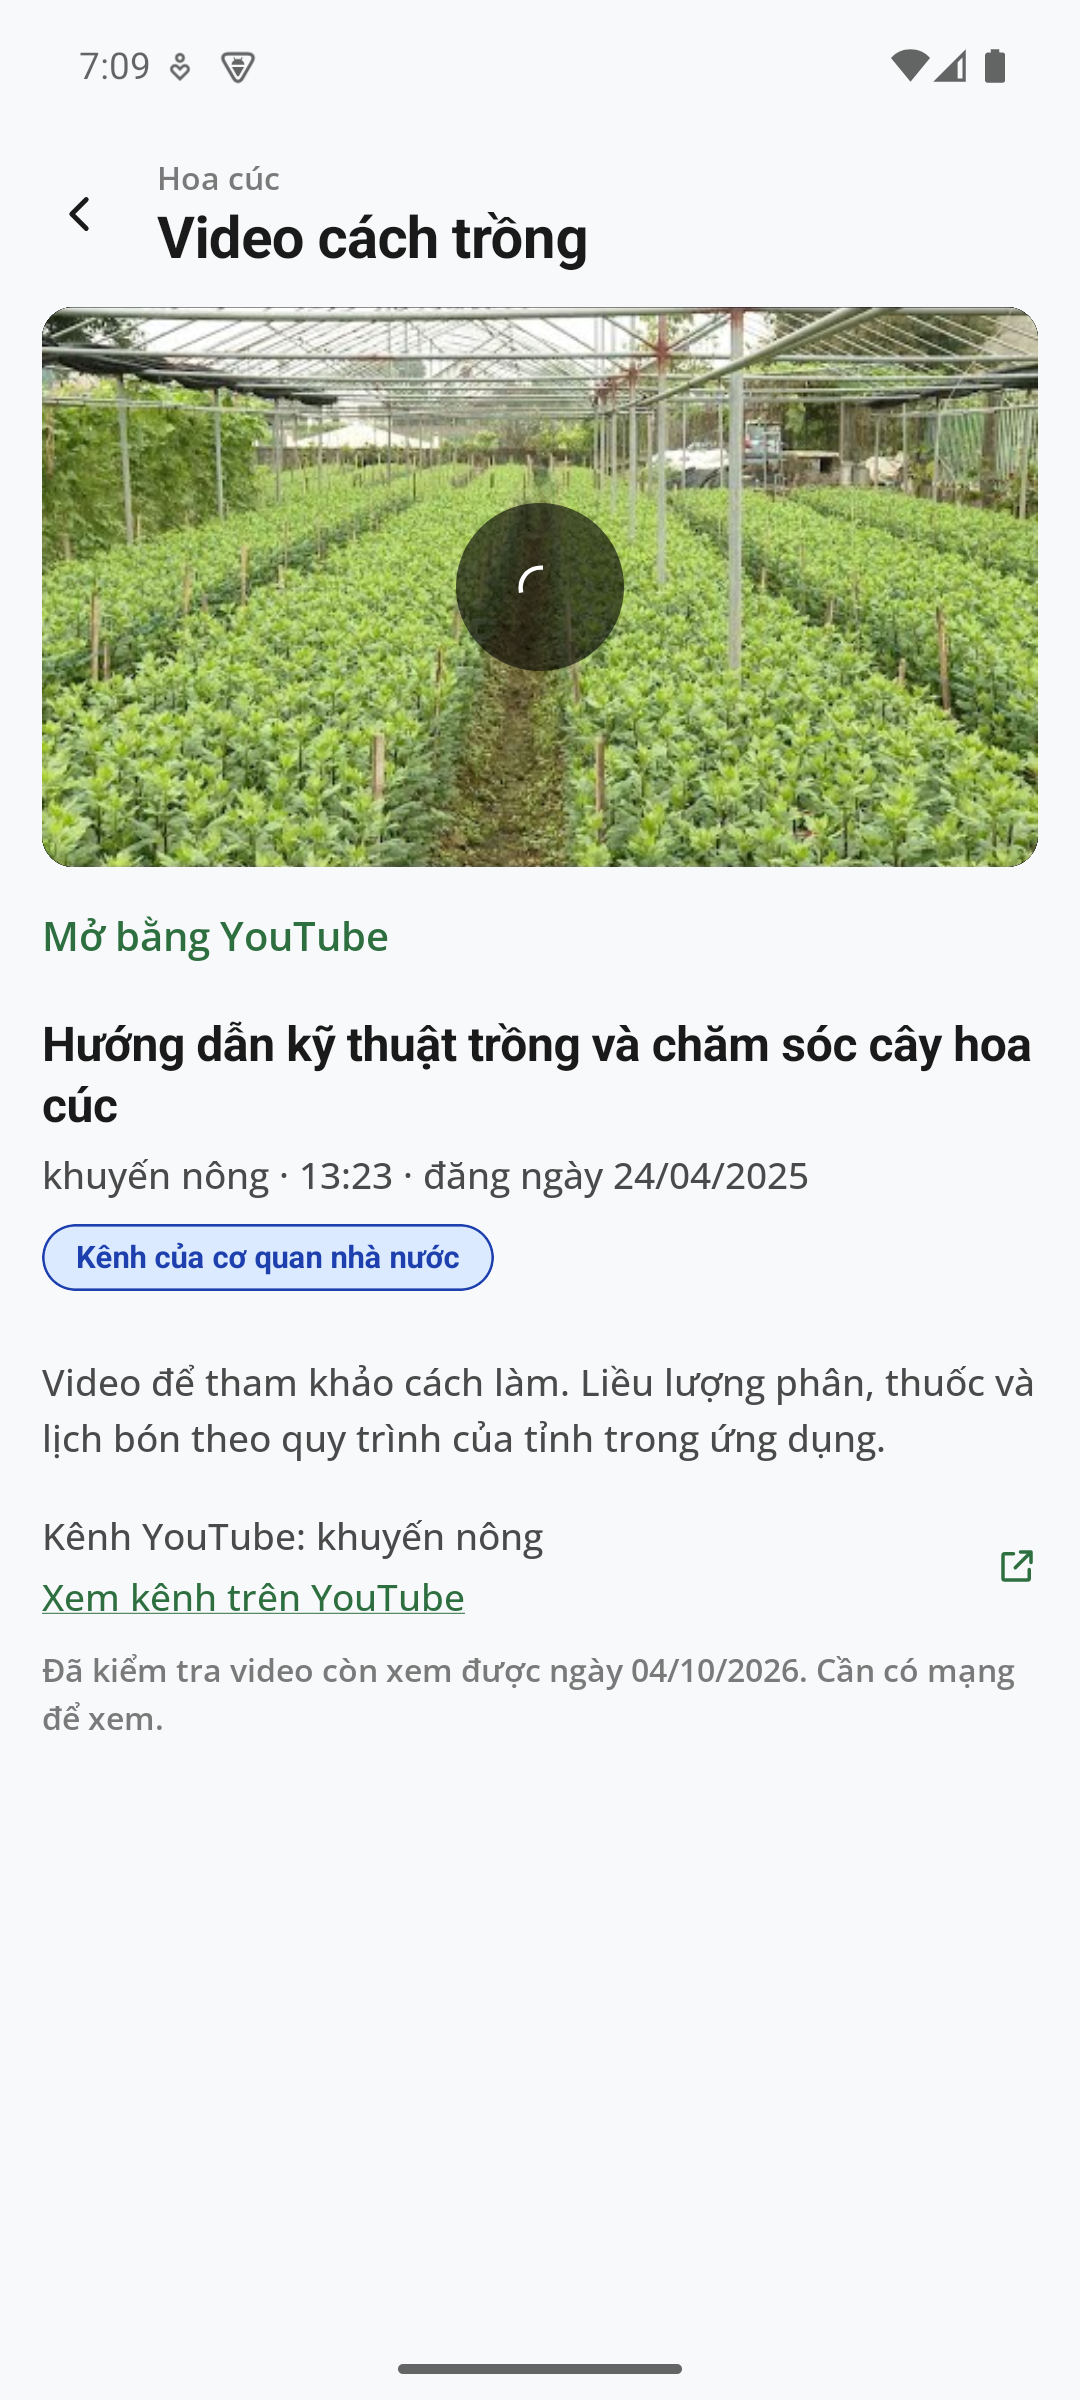 7:09
Hoa cúc
Video cách trồng
Mở bằng YouTube
Hướng dẫn kỹ thuật trồng và chăm sóc cây hoa
cúc
khuyến nông · 13:23 · đăng ngày 24/04/2025
Kênh của cơ quan nhà nước
Video để tham khảo cách làm. Liều lượng phân, thuốc và
lịch bón theo quy trình của tỉnh trong ứng dụng.
Kênh YouTube: khuyến nông
Xem kênh trên YouTube
Đã kiểm tra video còn xem được ngày 04/10/2026. Cần có mạng
để xem.